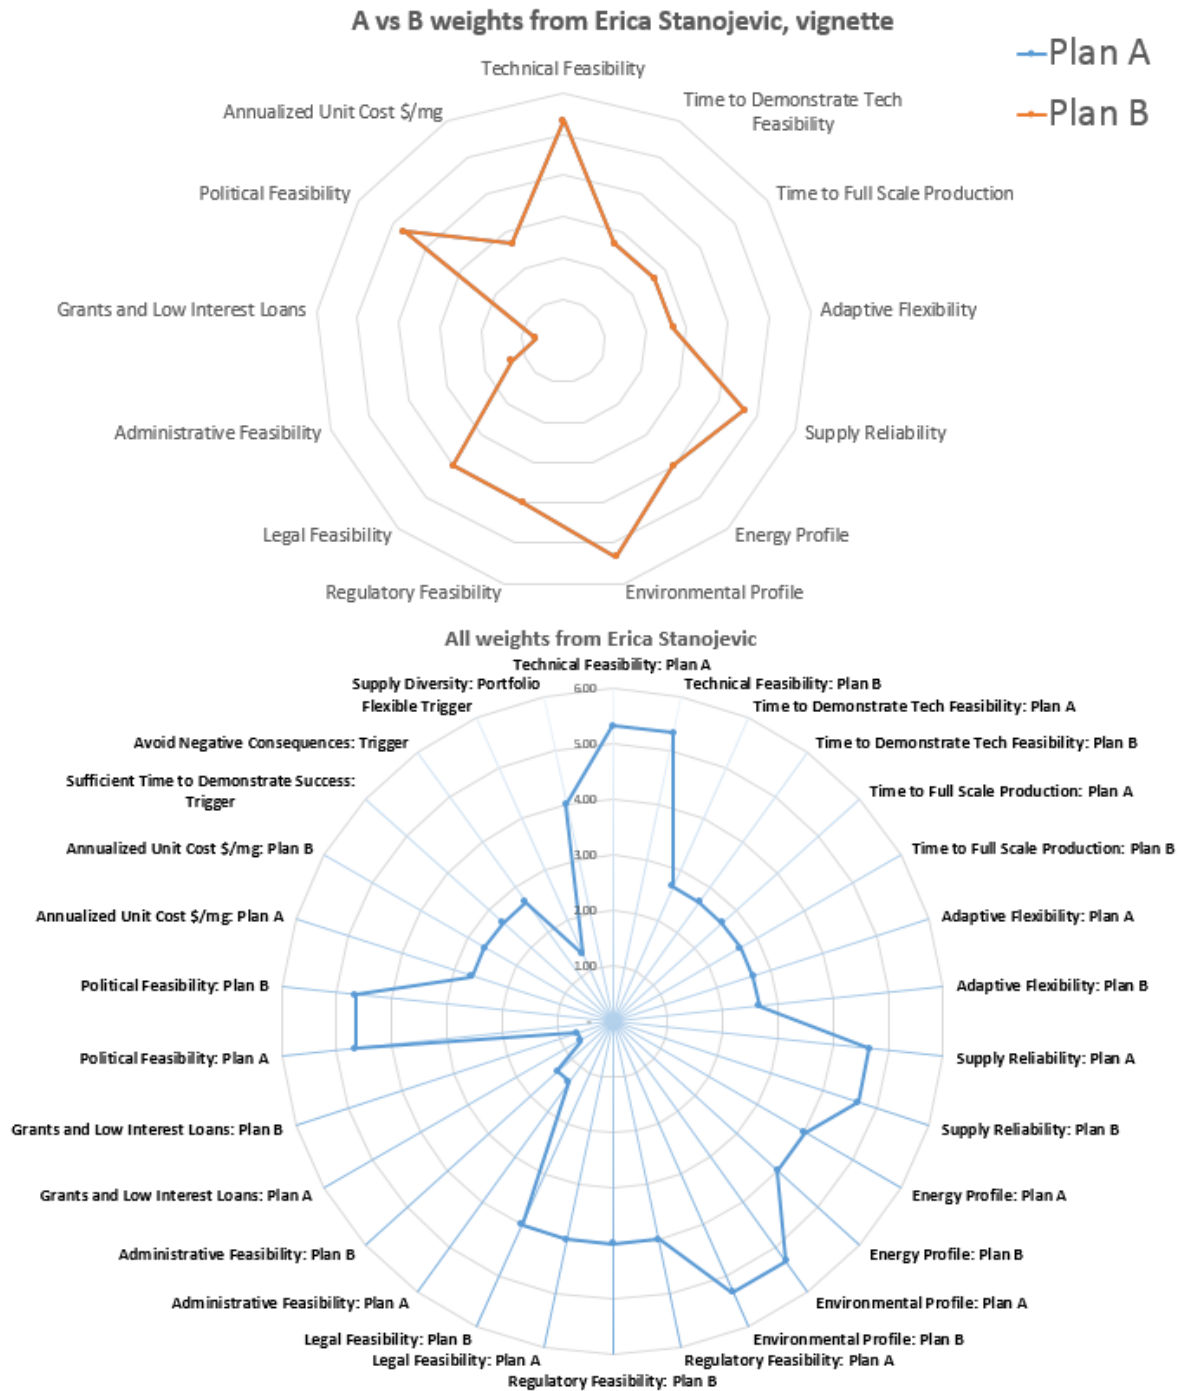 A vs B weights from Erica Stanojevic, vignette
Plan A
Plan B
Technical Feasibility
Time to Demonstrate Tech
Feasibility
Time to Full Scale Production
Adaptive Flexibility
Supply Reliability
Energy Profile
Environmental Profile
Regulatory Feasibility
Legal Feasibility
Administrative Feasibility
Grants and Low Interest Loans
Political Feasibility
Annualized Unit Cost $/mg
All weights from Erica Stanojevic
Technical Feasibility: Plan A
Technical Feasibility: Plan B
Time to Demonstrate Tech Feasibility: Plan A
Time to Demonstrate Tech Feasibility: Plan B
Time to Full Scale Production: Plan A
Time to Full Scale Production: Plan B
Adaptive Flexibility: Plan A
Adaptive Flexibility: Plan B
Supply Reliability: Plan A
Supply Reliability: Plan B
Energy Profile: Plan A
Energy Profile: Plan B
Environmental Profile: Plan A
Environmental Profile: Plan B
Regulatory Feasibility: Plan A
Regulatory Feasibility: Plan B
Legal Feasibility: Plan A
Legal Feasibility: Plan B
Administrative Feasibility: Plan A
Administrative Feasibility: Plan B
Grants and Low Interest Loans: Plan A
Grants and Low Interest Loans: Plan B
Political Feasibility: Plan A
Political Feasibility: Plan B
Annualized Unit Cost $/mg: Plan A
Annualized Unit Cost $/mg: Plan B
Sufficient Time to Demonstrate Success:
Trigger
Avoid Negative Consequences: Trigger
Flexible Trigger
Supply Diversity: Portfolio
6.00
5.00
4.00
3.00
2.00
1.00
-